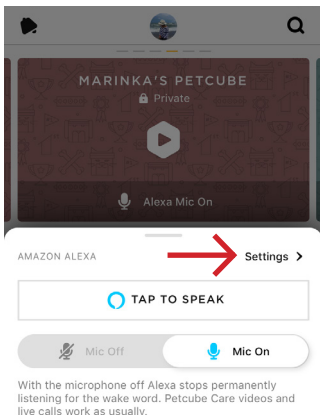 MARINKA'S PETCUBE
Private
Alexa Mic On
AMAZON ALEXA
Settings >
TAP TO SPEAK
Mic Off
Mic On
With the microphone off Alexa stops permanently
listening for the wake word. Petcube Care videos and
live calls work as usually.